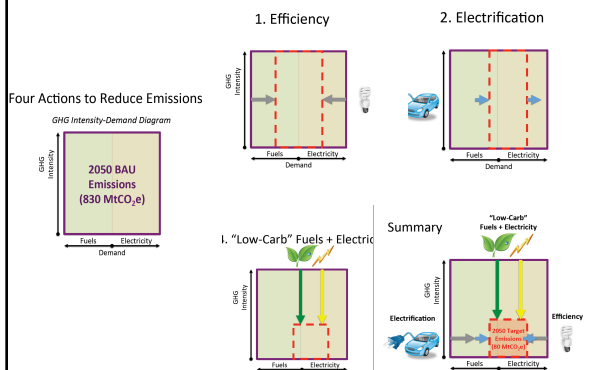 Four Actions to Reduce Emissions
GHG Intensity-Demand Diagram
GHG
Intensity
2050 BAU
Emissions
(830 MtCO2e)
Fuels
Electricity
Demand
1. Efficiency
GHG
Intensity
Fuels
Electricity
Demand
2. Electrification
GHG
Intensity
Fuels
Electricity
Demand
"Low-Carb" Fuels + Electric
GHG
Intensity
Fuels
Electricity
Summary
"Low-Carb"
Fuels + Electricity
GHG
Intensity
Electrification
Efficiency
2050 Target
Emissions
(80 MtCO2e)
Fuels
Electricity